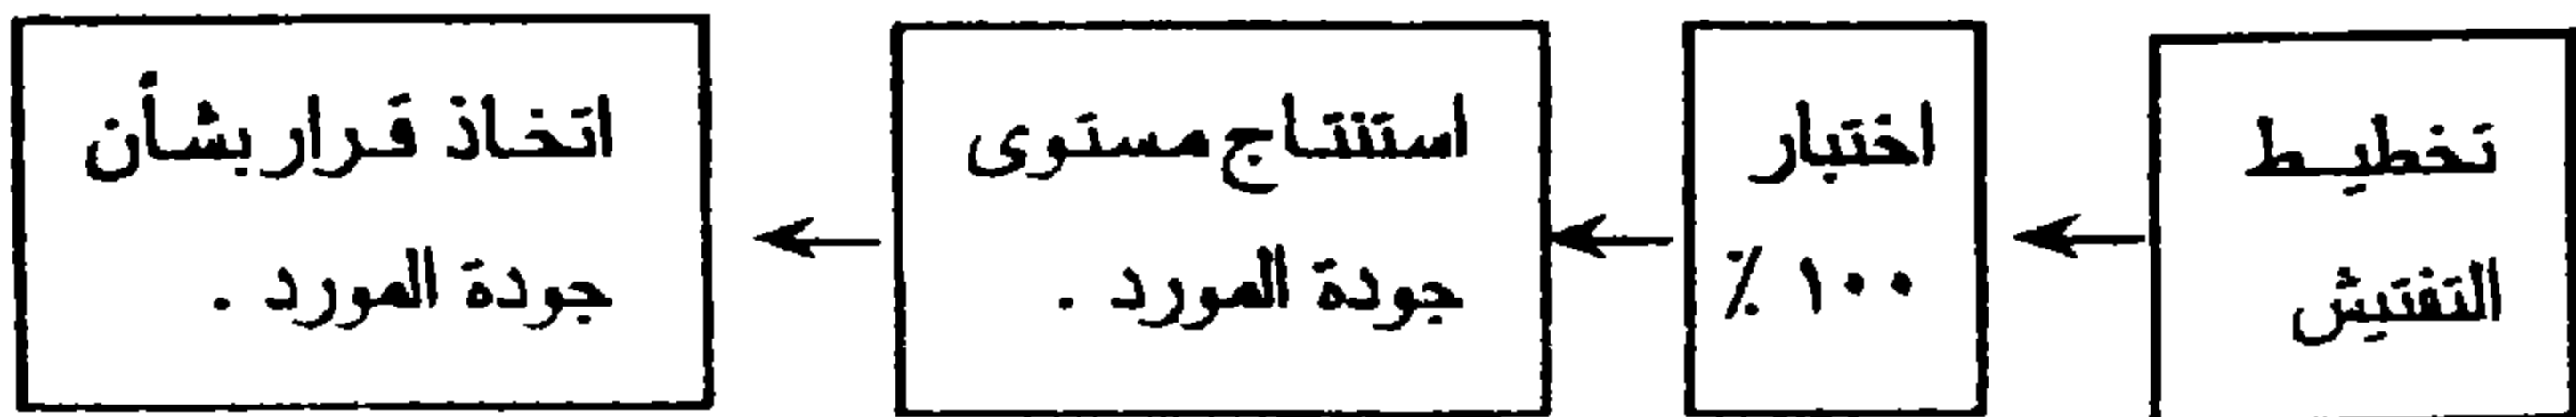 تخطيط
التفتيش
اختبار
١٠٠ ٪
استنتاج مستوى
جودة المورد .
اتخاذ قرار بشأن
جودة المورد .